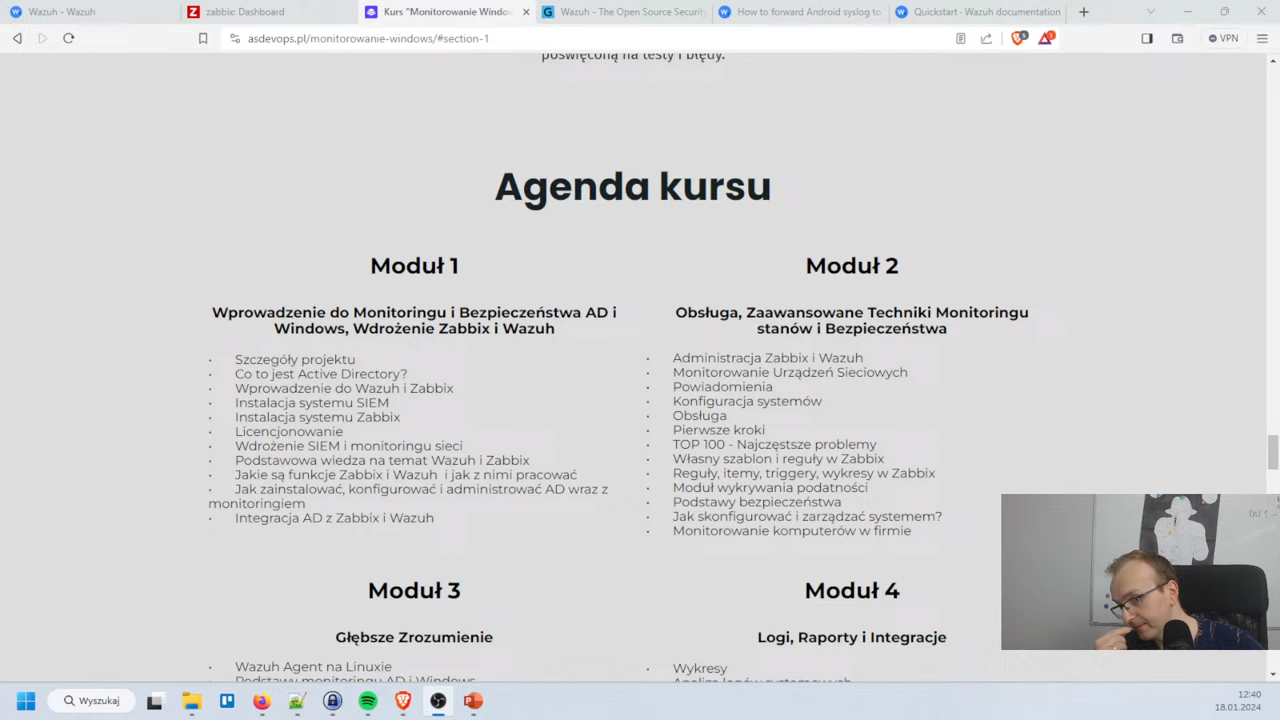 Wazuh - Wazuh
zabbix: Dashboard
Kurs "Monitorowanie Windo
Wazuh - The Open Source Security
How to forward Android syslog to
Quickstart - Wazuh documentation
asdevops.pl/monitorowanie-windows/#section-1
VPN
poświęconą na testy i błędy.
Agenda kursu
Moduł 1
Wprowadzenie do Monitoringu i Bezpieczeństwa AD i
Windows, Wdrożenie Zabbix i Wazuh
• Szczegóły projektu
• Co to jest Active Directory?
• Wprowadzenie do Wazuh i Zabbix
• Instalacja systemu SIEM
• Instalacja systemu Zabbix
• Licencjonowanie
• Wdrożenie SIEM i monitoringu sieci
• Podstawowa wiedza na temat Wazuh i Zabbix
• Jakie są funkcje Zabbix i Wazuh i jak z nimi pracować
• Jak zainstalować, konfigurować i administrować AD wraz z
monitoringiem
• Integracja AD z Zabbix i Wazuh
Moduł 2
Obsługa, Zaawansowane Techniki Monitoringu
stanów i Bezpieczeństwa
• Administracja Zabbix i Wazuh
• Monitorowanie Urządzeń Sieciowych
• Powiadomienia
• Konfiguracja systemów
• Obsługa
• Pierwsze kroki
• TOP 100 - Najczęstsze problemy
• Własny szablon i reguły w Zabbix
• Reguły, itemy, triggery, wykresy w Zabbix
• Moduł wykrywania podatności
• Podstawy bezpieczeństwa
• Jak skonfigurować i zarządzać systemem?
• Monitorowanie komputerów w firmie
Moduł 3
Głębsze Zrozumienie
• Wazuh Agent na Linuxie
Podstawy monitoringu AD i Windows
Moduł 4
Logi, Raporty i Integracje
• Wykresy
Analiza logów systemowych
Wyszukaj
12:40
18.01.2024